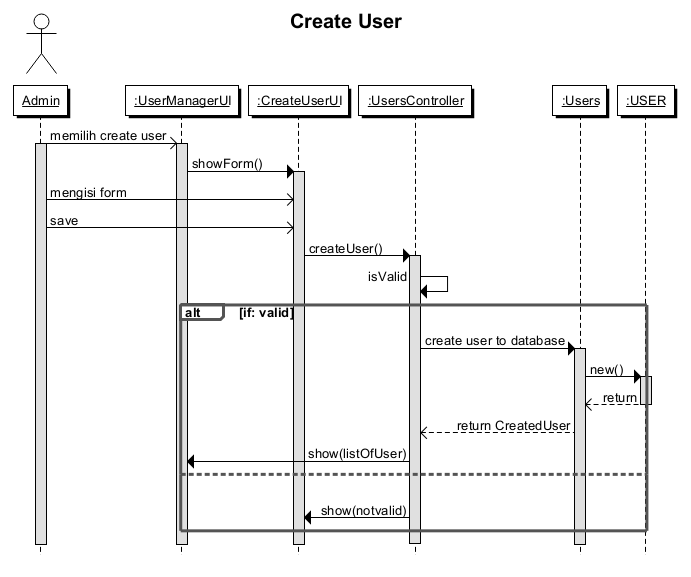 Create User
Admin
:UserManagerUI
:CreateUserUI
:UsersController
:Users
:USER
memilih create user
showForm()
mengisi form
save
createUser()
isValid
alt
[if: valid]
create user to database
new()
return
return CreatedUser
show(listOfUser)
show(notvalid)